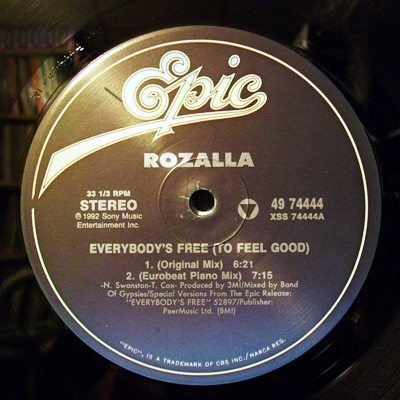 Epic
ROZALLA
33 1/3 RPM
STEREO
℗ 1992 Sony Music
Entertainment Inc.
49 74444
XSS 74444A
EVERYBODY'S FREE (TO FEEL GOOD)
1. (Original Mix) 6:21
2. (Eurobeat Piano Mix) 7:15
-N. Swanston-T. Cox- Produced by 3MI/Mixed by Band
Of Gypsies/Special Versions From The Epic Release:
"EVERYBODY'S FREE" 52897/Publisher:
PeerMusic Ltd. (BMI)
"EPIC", IS A TRADEMARK OF CBS INC./MARCA REG.